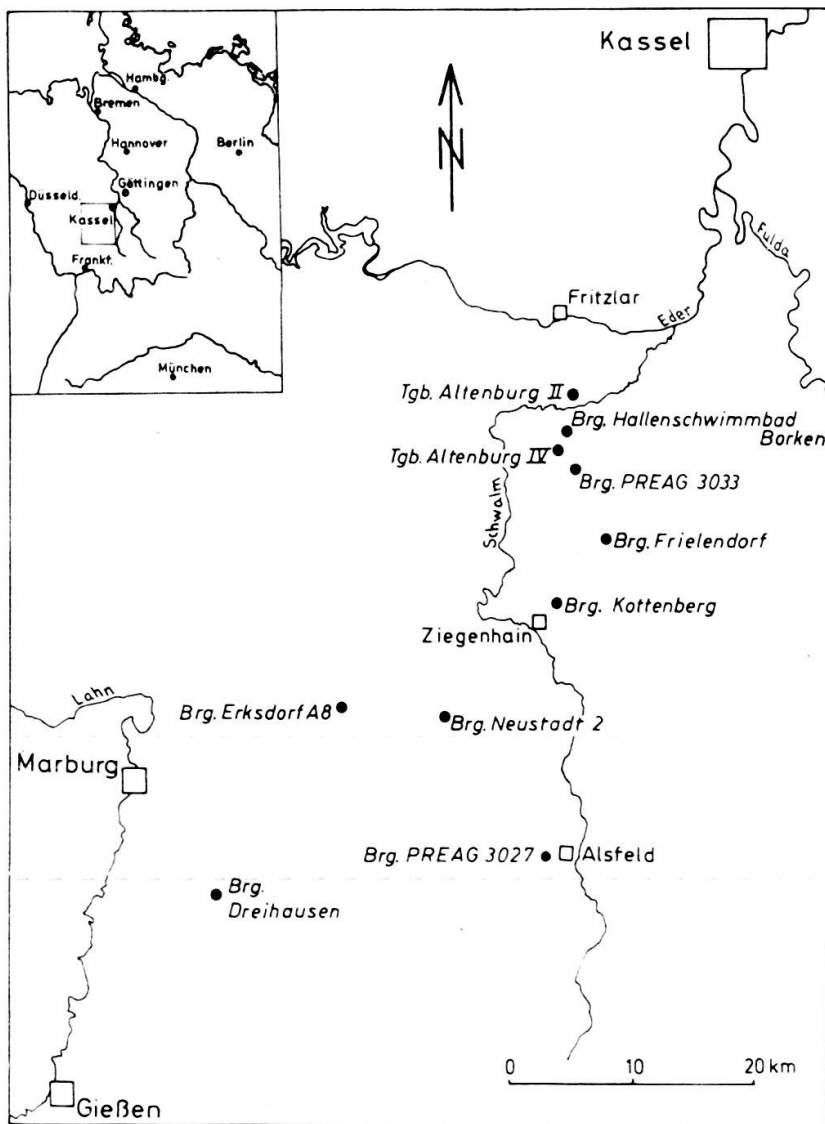 Kassel
Hambg.
Bremen
Hannover
Berlin
Göttingen
Düsseld.
Kassel
Frankf.
München
N
Fulda
Fritzlar
Eder
Tgb. Altenburg II
Brg. Hallenschwimmbad
Borken
Tgb. Altenburg IV
Brg. PREAG 3033
Schwalm
Brg. Frielendorf
Brg. Kottenberg
Ziegenhain
Lahn
Brg. Erksdorf A8
Brg. Neustadt 2
Marburg
Brg. PREAG 3027
Alsfeld
Brg.
Dreihausen
0 10 20 km
Gießen